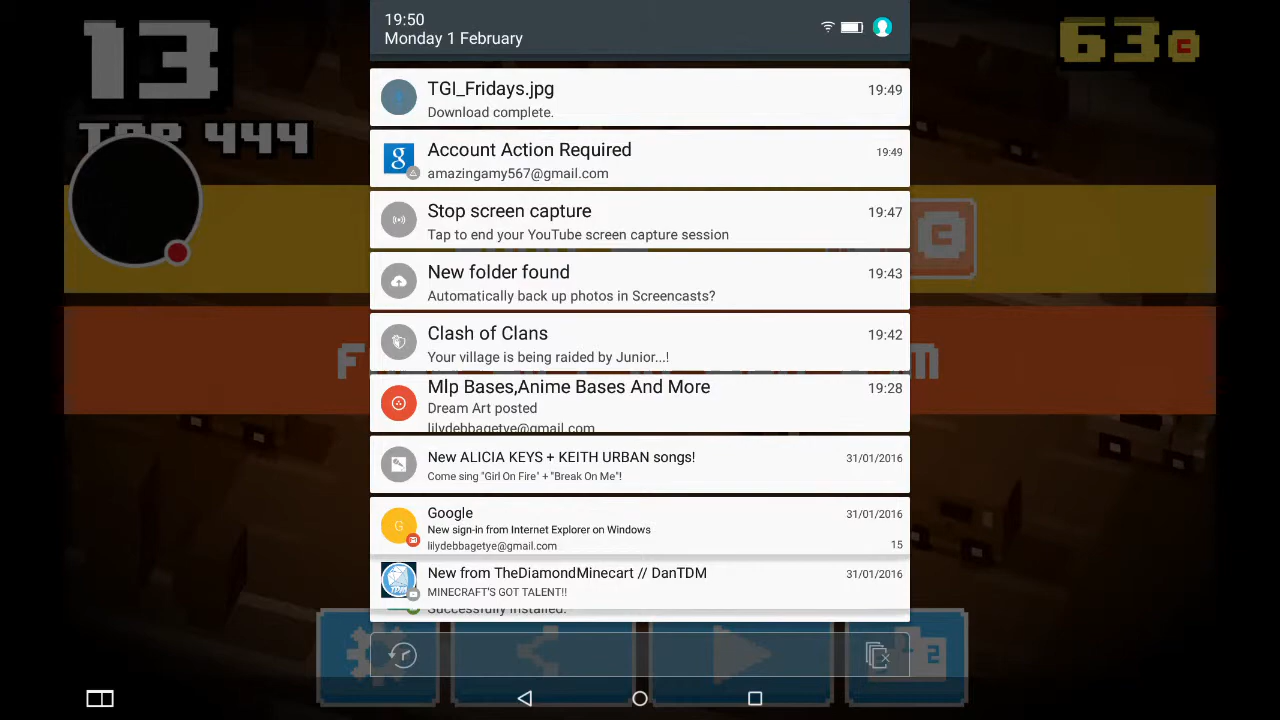 13
TOP 444
63
19:50
Monday 1 February
TGI_Fridays.jpg
19:49
Download complete.
Account Action Required
19:49
amazingamy567@gmail.com
Stop screen capture
19:47
Tap to end your YouTube screen capture session
New folder found
19:43
Automatically back up photos in Screencasts?
Clash of Clans
19:42
Your village is being raided by Junior...!
Mlp Bases,Anime Bases And More
19:28
Dream Art posted
lilydebbagetye@gmail.com
New ALICIA KEYS + KEITH URBAN songs!
31/01/2016
Come sing "Girl On Fire" + "Break On Me"!
Google
31/01/2016
New sign-in from Internet Explorer on Windows
lilydebbagetye@gmail.com
15
New from TheDiamondMinecart // DanTDM
31/01/2016
MINECRAFT'S GOT TALENT!!
Successfully installed.